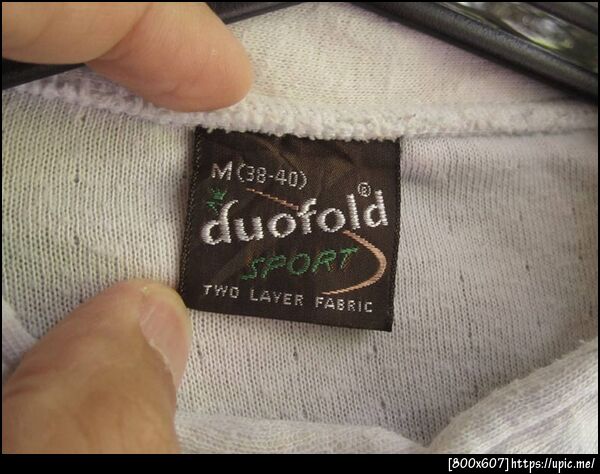 M (38-40)
duofold®
SPORT
TWO LAYER FABRIC
[800x607] https://upic.me/